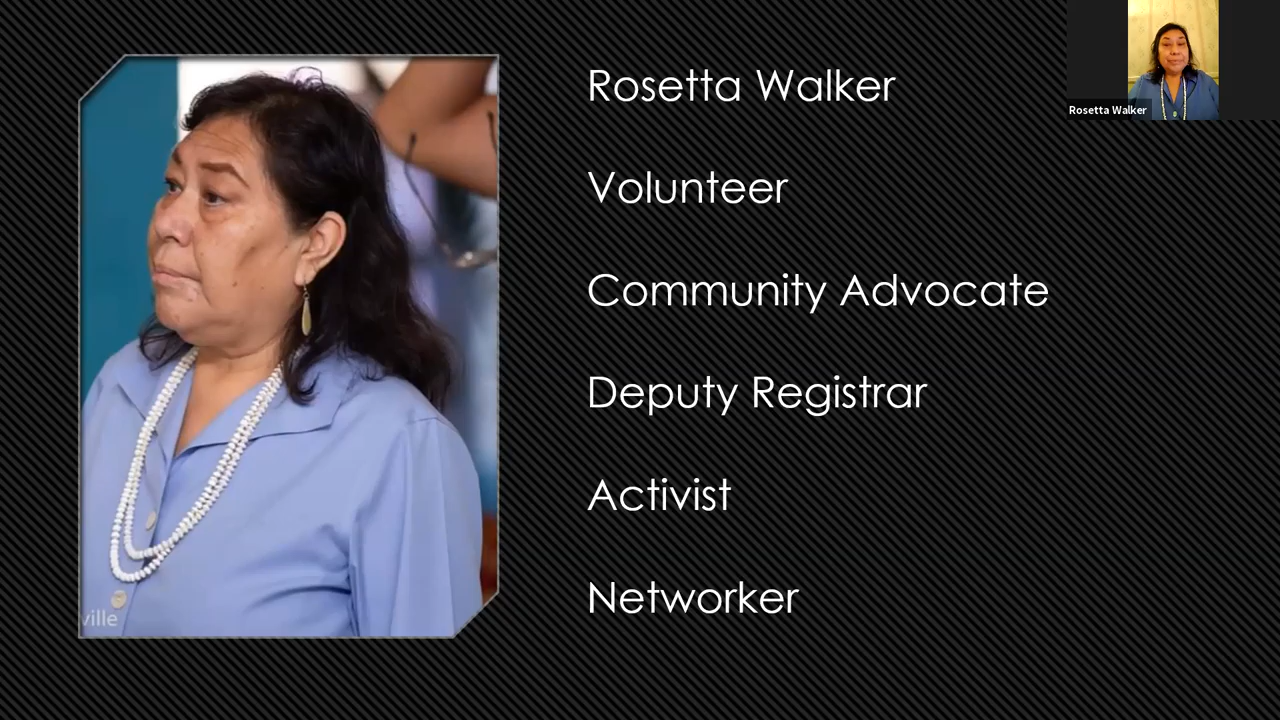 Rosetta Walker
Rosetta Walker
Volunteer
Community Advocate
Deputy Registrar
Activist
Networker
ville